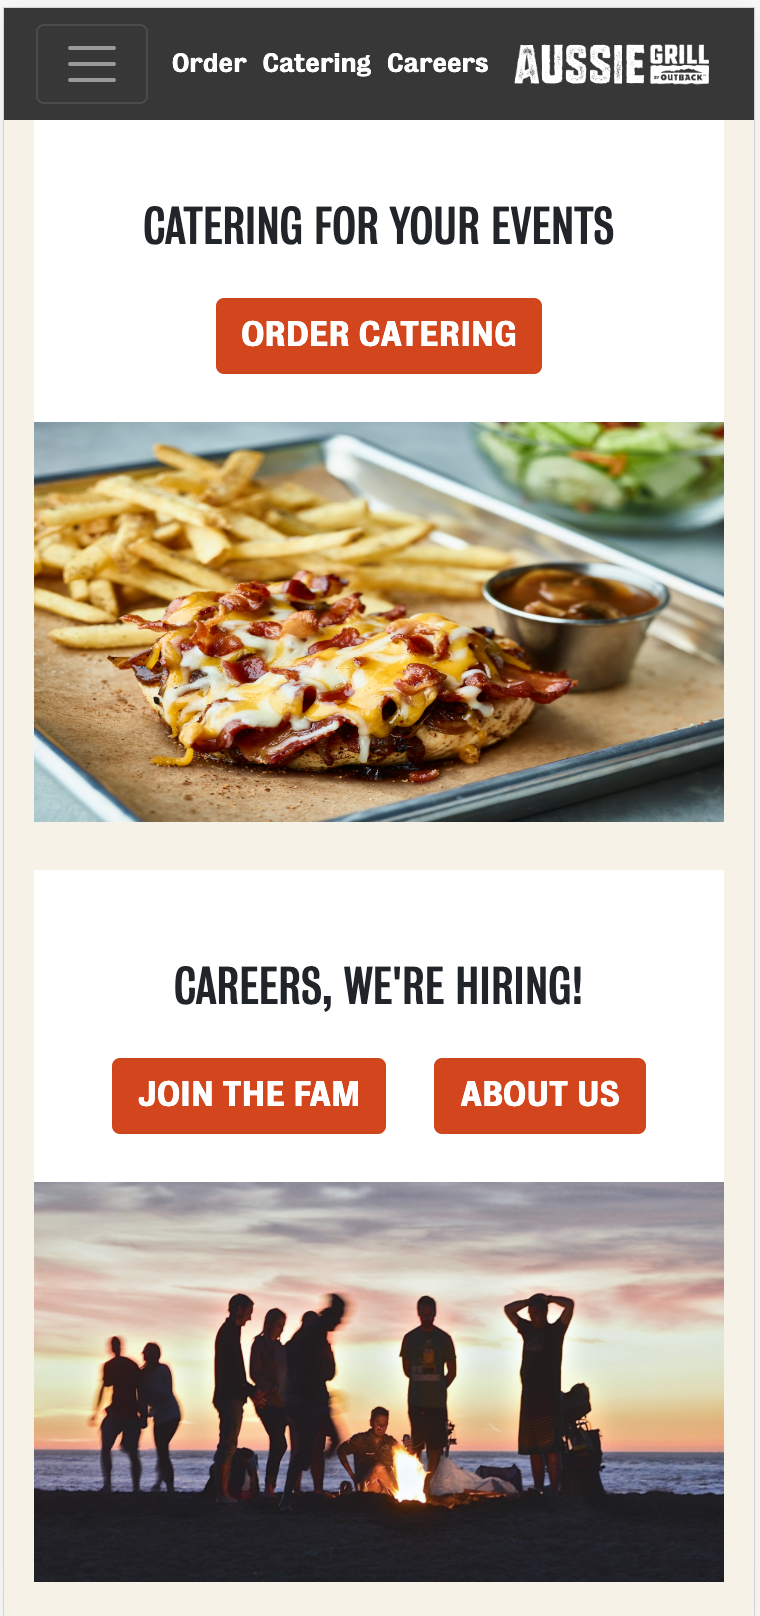 Order Catering Careers AUSSIE GRILL BY OUTBACK
CATERING FOR YOUR EVENTS
ORDER CATERING
CAREERS, WE'RE HIRING!
JOIN THE FAM ABOUT US